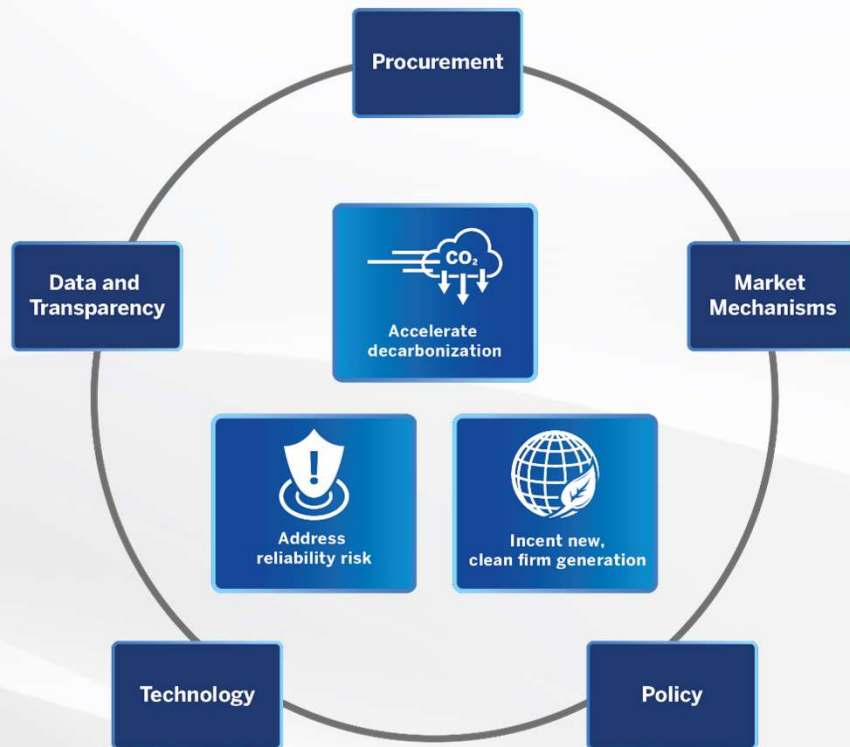 Procurement
Data and
Transparency
Market
Mechanisms
CO₂
Accelerate
decarbonization
!
Address
reliability risk
Incent new,
clean firm generation
Technology
Policy